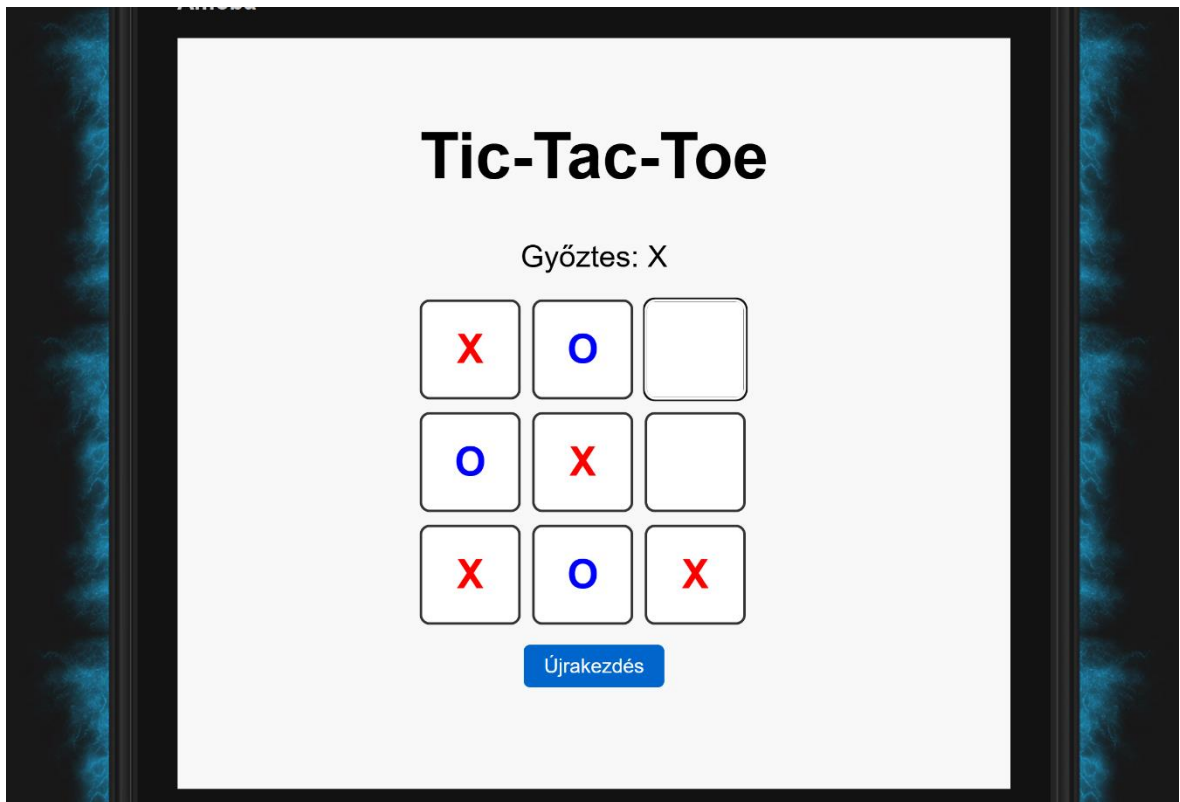 Tic-Tac-Toe
Győztes: X
X O
O X
X O X
Újrakezdés